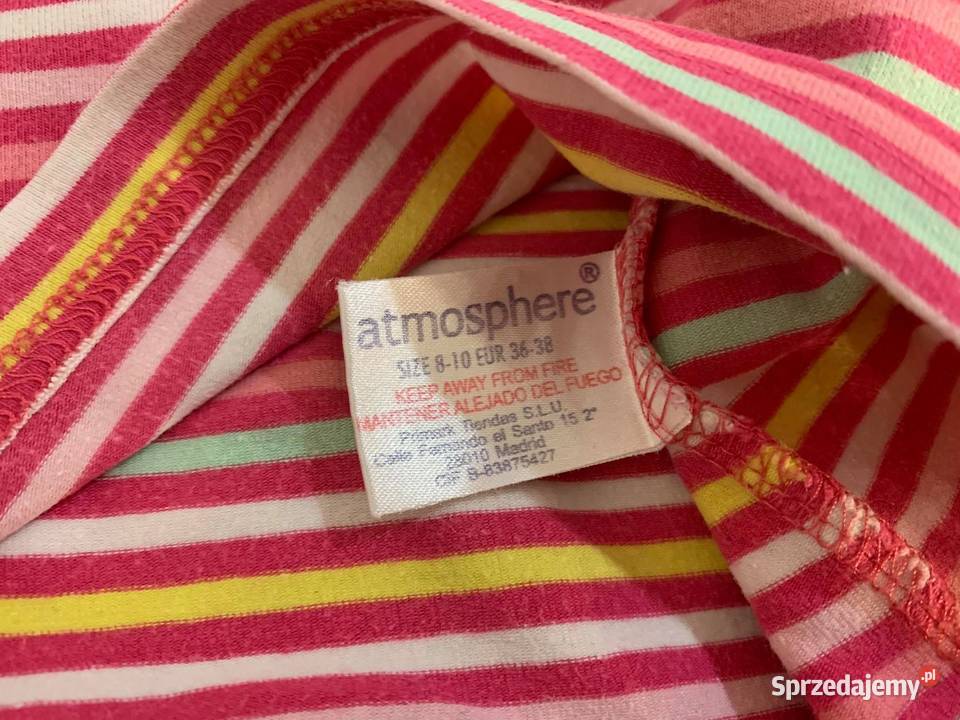 atmosphere®
SIZE 8-10 EUR 36-38
KEEP AWAY FROM FIRE
MANTENER ALEJADO DEL FUEGO
Primark Tiendas S.L.U.
Calle Fernando el Santo 15 2º
28010 Madrid
CIF B-83875427
Sprzedajemy.pl